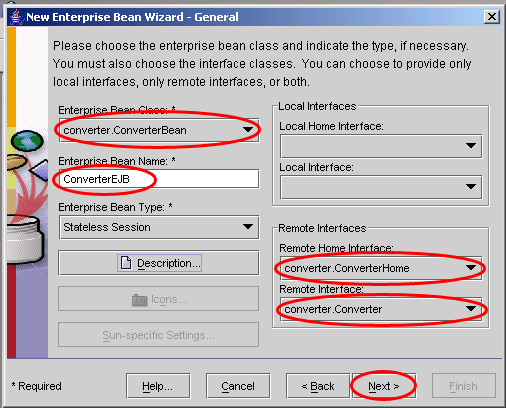 New Enterprise Bean Wizard - General
Please choose the enterprise bean class and indicate the type, if necessary.
You must also choose the interface classes. You can choose to provide only
local interfaces, only remote interfaces, or both.
Enterprise Bean Class: *
converter.ConverterBean
Enterprise Bean Name: *
ConverterEJB
Enterprise Bean Type: *
Stateless Session
Description...
Icons...
Sun-specific Settings...
Local Interfaces
Local Home Interface:
Local Interface:
Remote Interfaces
Remote Home Interface:
converter.ConverterHome
Remote Interface:
converter.Converter
* Required
Help...
Cancel
< Back
Next >
Finish